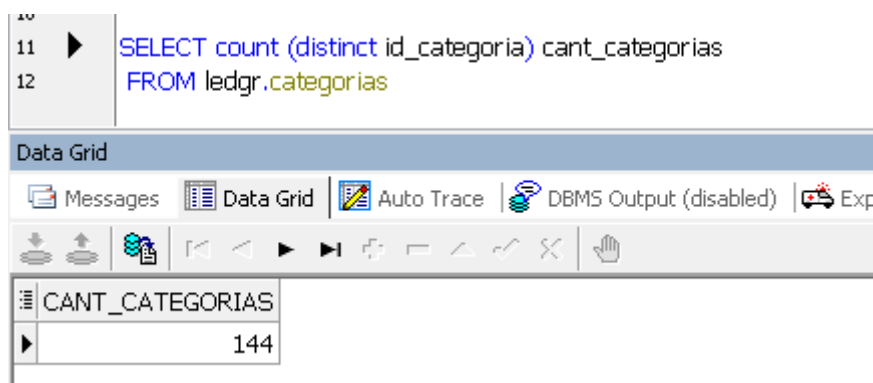 10
11 SELECT count (distinct id_categoria) cant_categorias
12 FROM ledgr.categorias
Data Grid
Messages Data Grid Auto Trace DBMS Output (disabled) Exp
CANT_CATEGORIAS
144